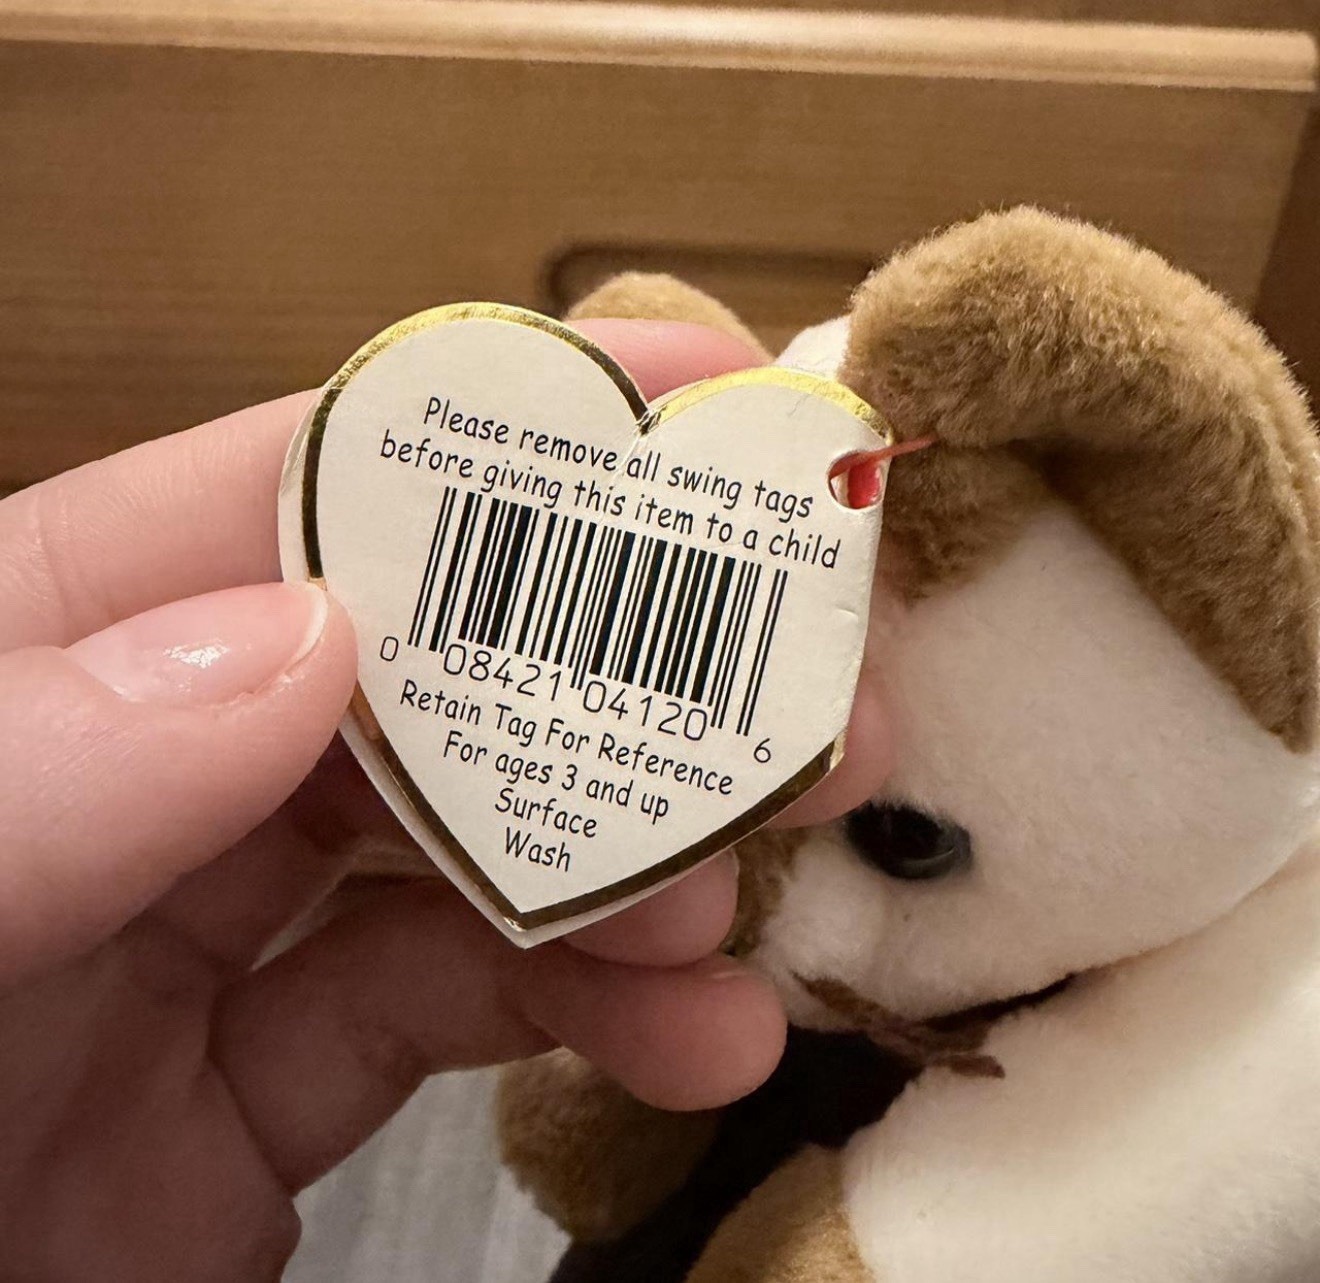 Please remove all swing tags
before giving this item to a child
0 08421 04120 6
Retain Tag For Reference
For ages 3 and up
Surface
Wash